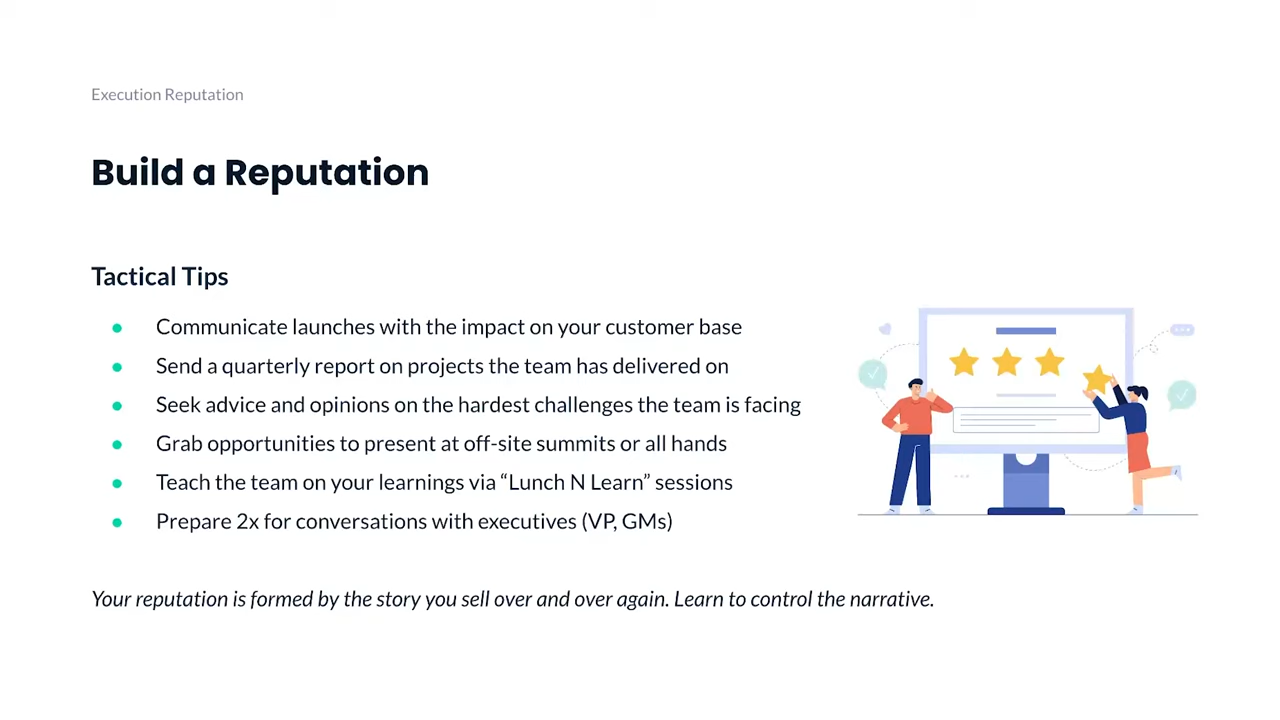 Execution Reputation
Build a Reputation
Tactical Tips
● Communicate launches with the impact on your customer base
● Send a quarterly report on projects the team has delivered on
● Seek advice and opinions on the hardest challenges the team is facing
● Grab opportunities to present at off-site summits or all hands
● Teach the team on your learnings via “Lunch N Learn” sessions
● Prepare 2x for conversations with executives (VP, GMs)
Your reputation is formed by the story you sell over and over again. Learn to control the narrative.